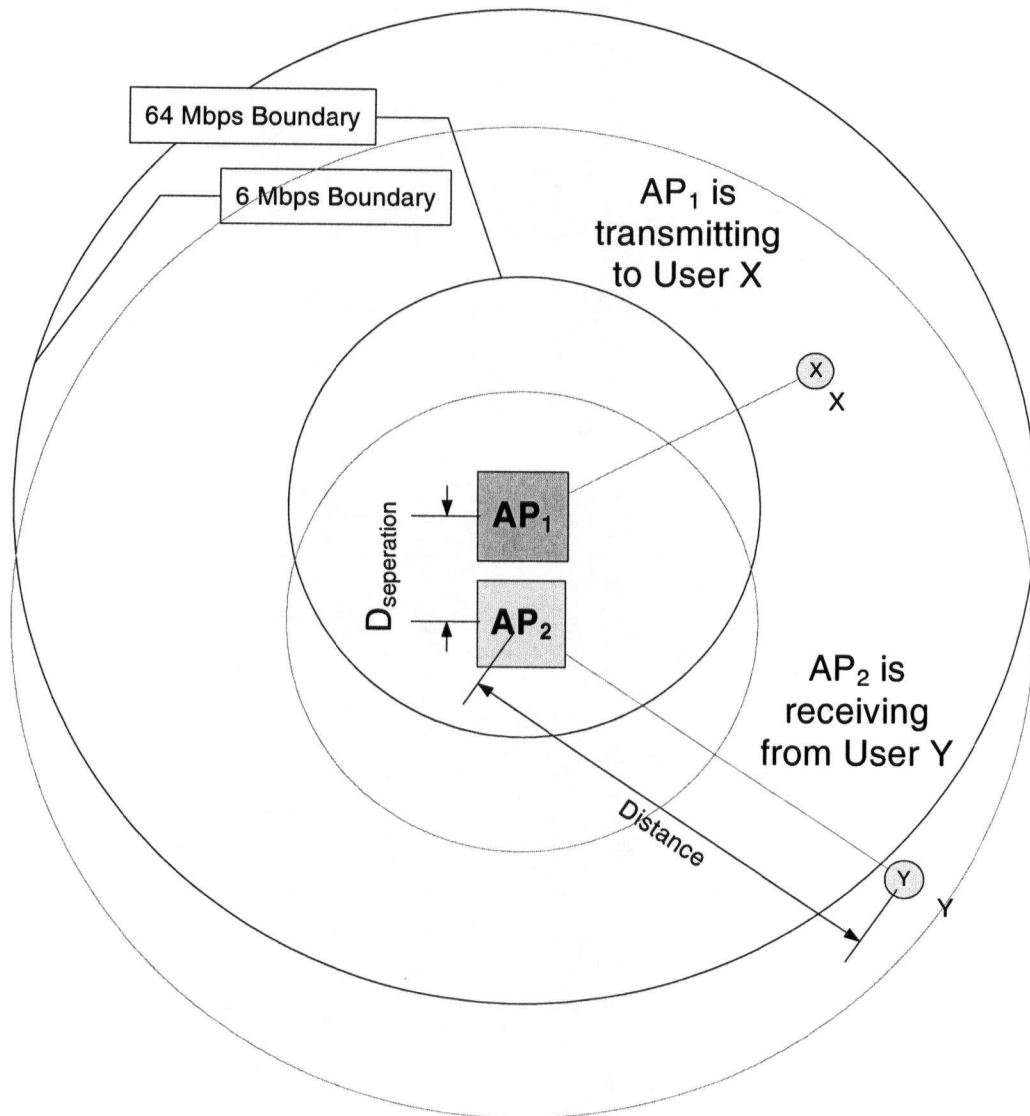 64 Mbps Boundary
6 Mbps Boundary
AP₁ is
transmitting
to User X
X
X
AP₁
D_seperation
AP₂
AP₂ is
receiving
from User Y
Distance
Y
Y